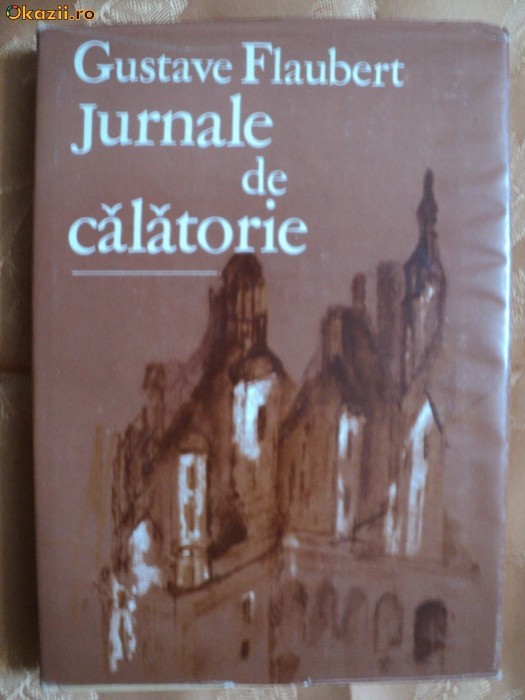 Okazii.ro
Gustave Flaubert
Jurnale
de
călătorie